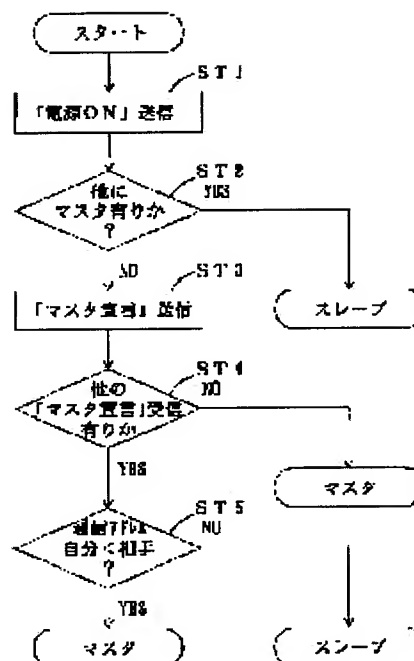 スタート
ST1
「電源ON」送信
ST2
他に
マスタ有りか
?
YES
NO
ST3
「マスタ宣言」送信
スレーブ
ST4
他の
「マスタ宣言」受信
有りか
NO
YES
マスタ
ST5
自分<相手
?
NO
YES
マスタ
スレーブ